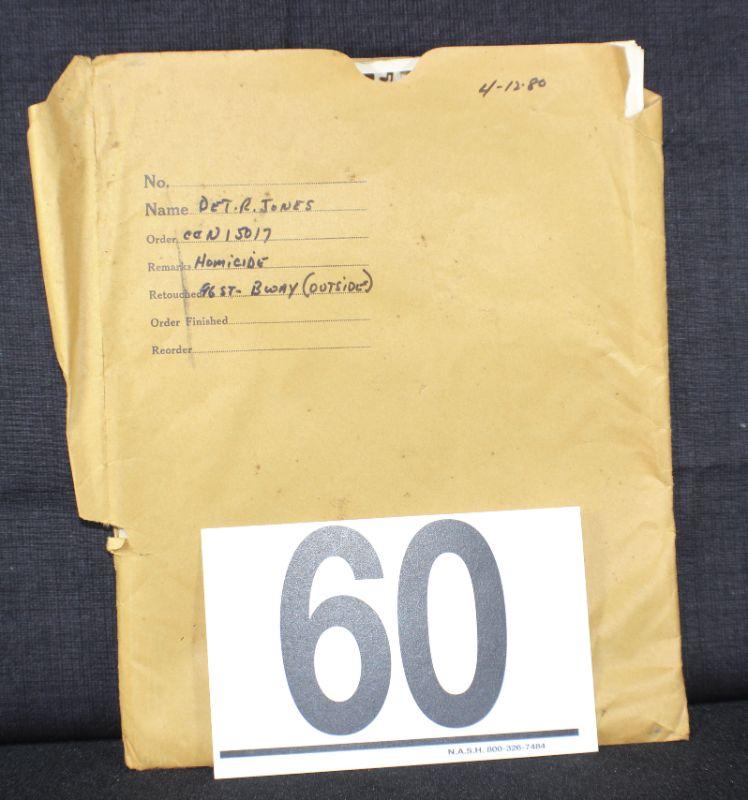 4-12-80
No.
Name DET. R. JONES
Order CCN 15017
Remarks HOMICIDE
Retouched 96 ST- BWAY (OUTSIDE)
Order Finished
Reorder
60
N.A.S.H. 800-326-7484